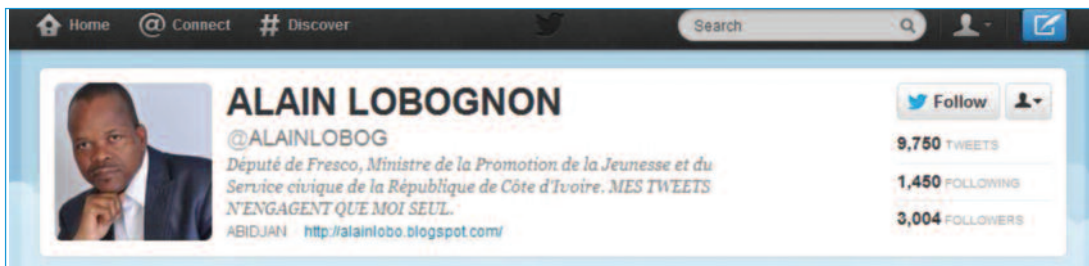 Home @ Connect # Discover Search
ALAIN LOBOGNON
Follow
@ALAINLOBOG
9,750 TWEETS
Député de Fresco, Ministre de la Promotion de la Jeunesse et du
Service civique de la République de Côte d'Ivoire. MES TWEETS
1,450 FOLLOWING
N'ENGAGENT QUE MOI SEUL.
3,004 FOLLOWERS
ABIDJAN http://alainlobo.blogspot.com/